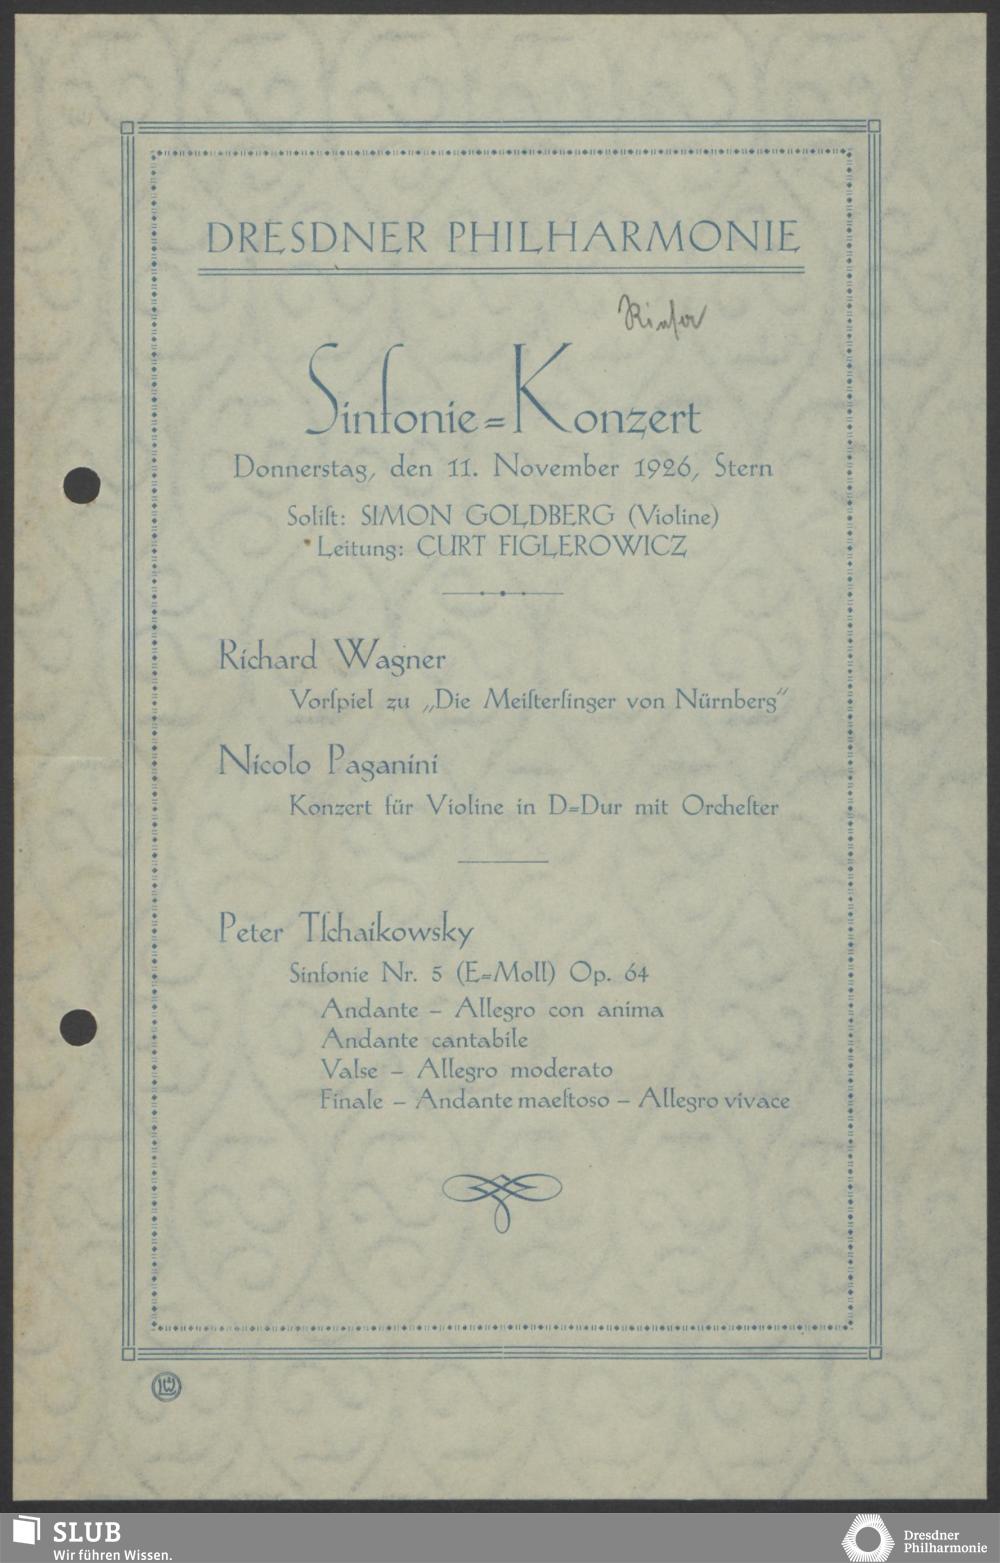 DRESDNER PHILHARMONIE
Sinfonie=Konzert
Donnerstag, den 11. November 1926, Stern
Soliſt: SIMON GOLDBERG (Violine)
Leitung: CURT FIGLEROWICZ
Richard Wagner
Vorſpiel zu „Die Meiſterſinger von Nürnberg“
Nicolo Paganini
Konzert für Violine in D=Dur mit Orcheſter
Peter Tſchaikowsky
Sinfonie Nr. 5 (E=Moll) Op. 64
Andante – Allegro con anima
Andante cantabile
Valse – Allegro moderato
Finale – Andante maeſtoso – Allegro vivace
SLUB
Wir führen Wissen.
Dresdner
Philharmonie